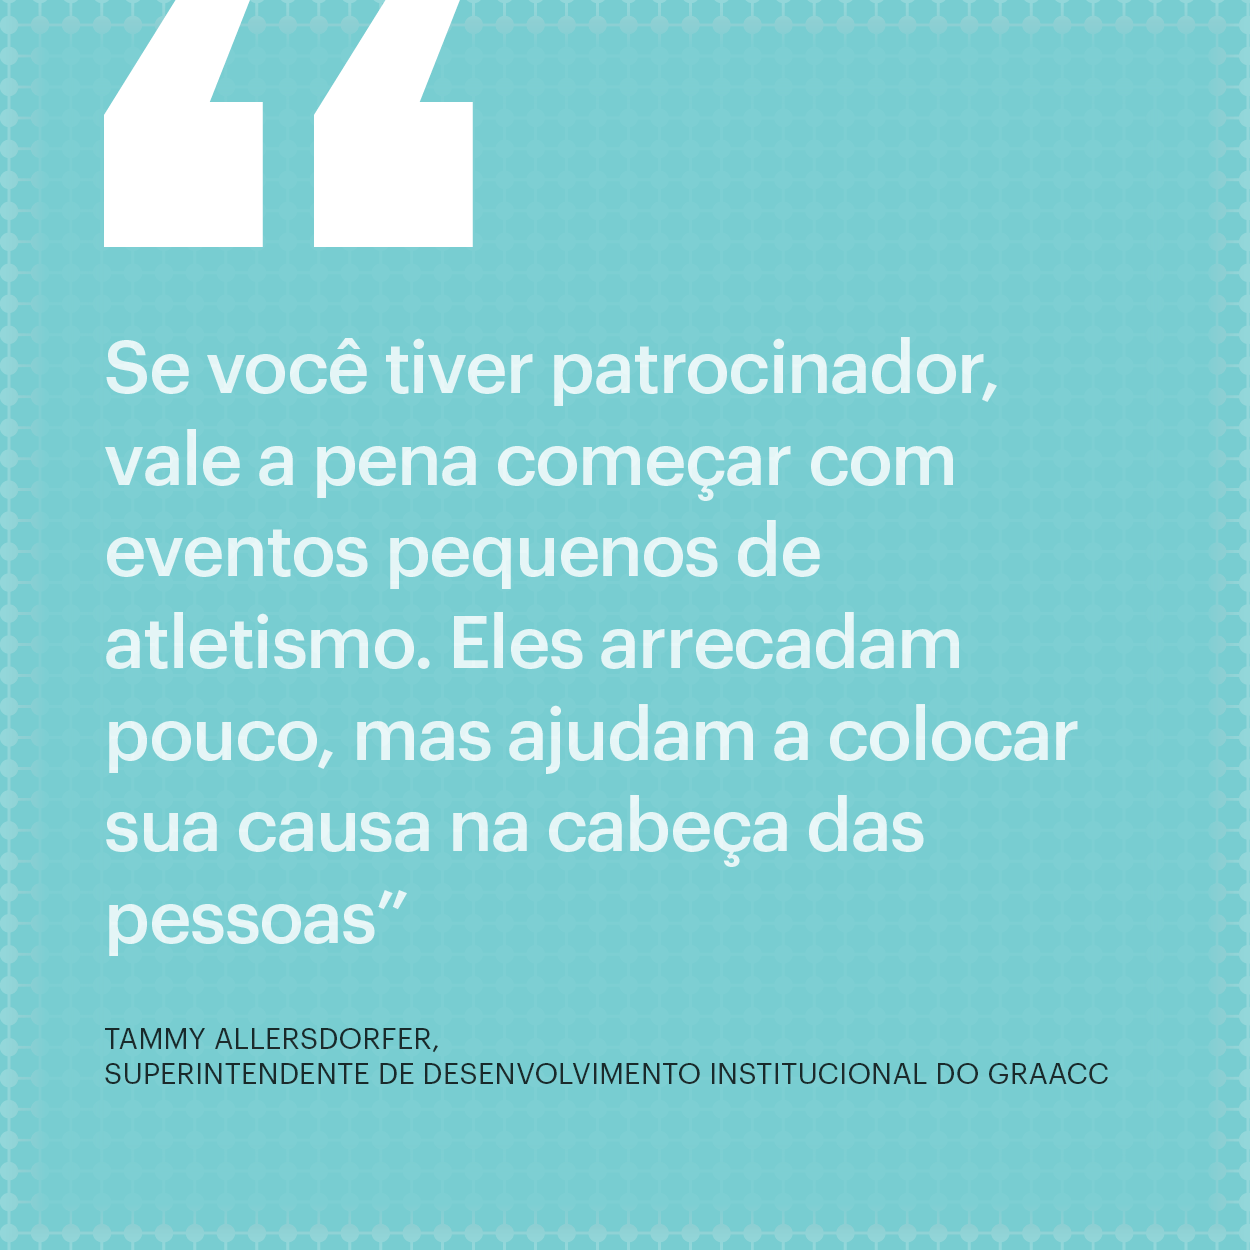 “
Se você tiver patrocinador,
vale a pena começar com
eventos pequenos de
atletismo. Eles arrecadam
pouco, mas ajudam a colocar
sua causa na cabeça das
pessoas”
TAMMY ALLERSDORFER,
SUPERINTENDENTE DE DESENVOLVIMENTO INSTITUCIONAL DO GRAACC